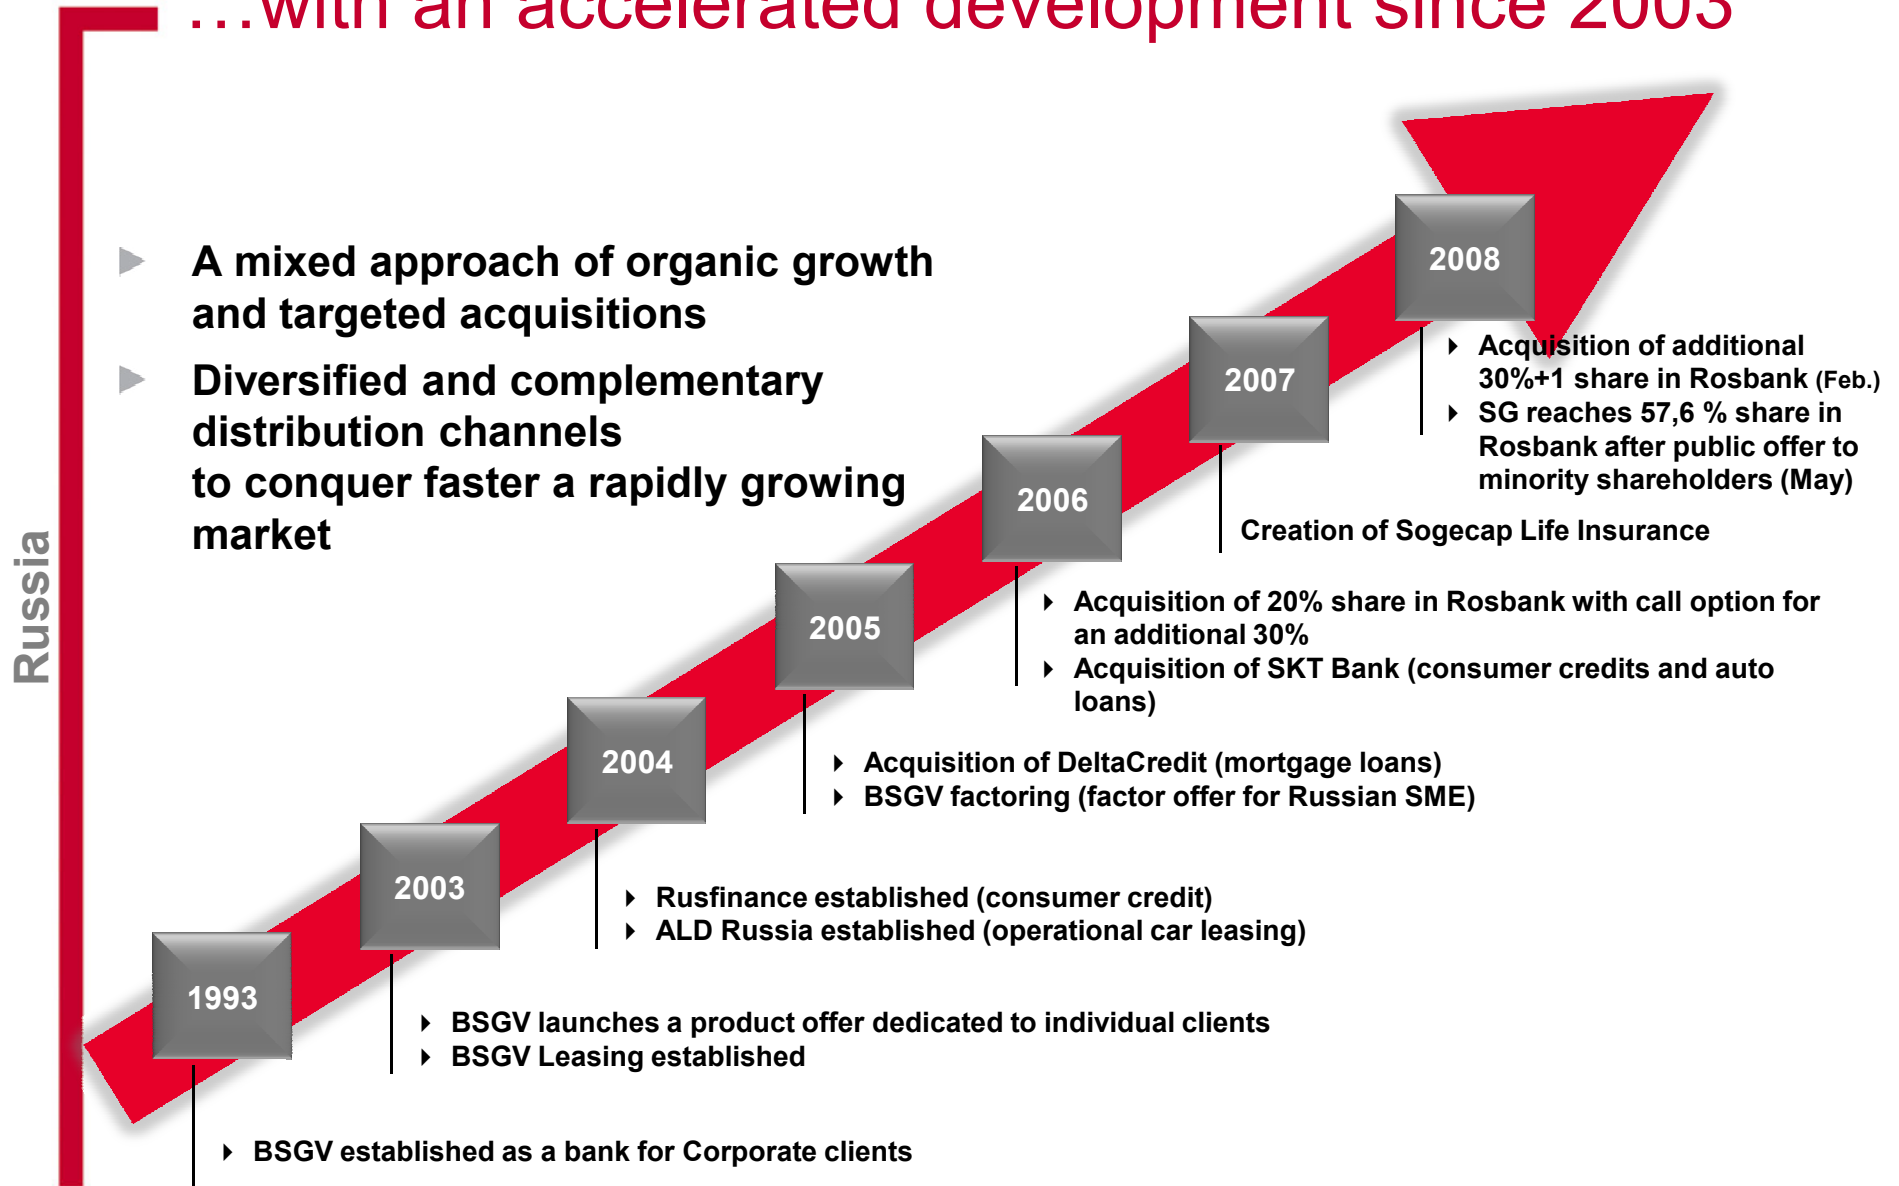 …with an accelerated development since 2003
Russia
A mixed approach of organic growth
and targeted acquisitions
Diversified and complementary
distribution channels
to conquer faster a rapidly growing
market
2008
Acquisition of additional
30%+1 share in Rosbank (Feb.)
SG reaches 57,6 % share in
Rosbank after public offer to
minority shareholders (May)
2007
Creation of Sogecap Life Insurance
2006
Acquisition of 20% share in Rosbank with call option for
an additional 30%
Acquisition of SKT Bank (consumer credits and auto
loans)
2005
Acquisition of DeltaCredit (mortgage loans)
BSGV factoring (factor offer for Russian SME)
2004
Rusfinance established (consumer credit)
ALD Russia established (operational car leasing)
2003
BSGV launches a product offer dedicated to individual clients
BSGV Leasing established
1993
BSGV established as a bank for Corporate clients